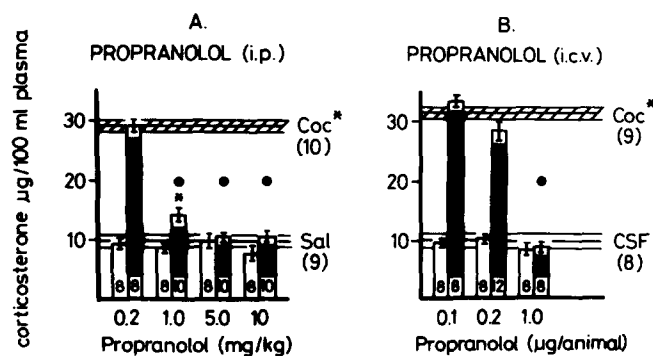 A.
PROPRANOLOL (i.p.)
B.
PROPRANOLOL (i.c.v.)
corticosterone µg/100 ml plasma
30
20
10
Coc*
(10)
Sal
(9)
*
8 8 8 10 8 10 8 10
0.2 1.0 5.0 10
Propranolol (mg/kg)
30
20
10
Coc*
(9)
CSF
(8)
8 8 8 12 8 8
0.1 0.2 1.0
Propranolol (µg/animal)